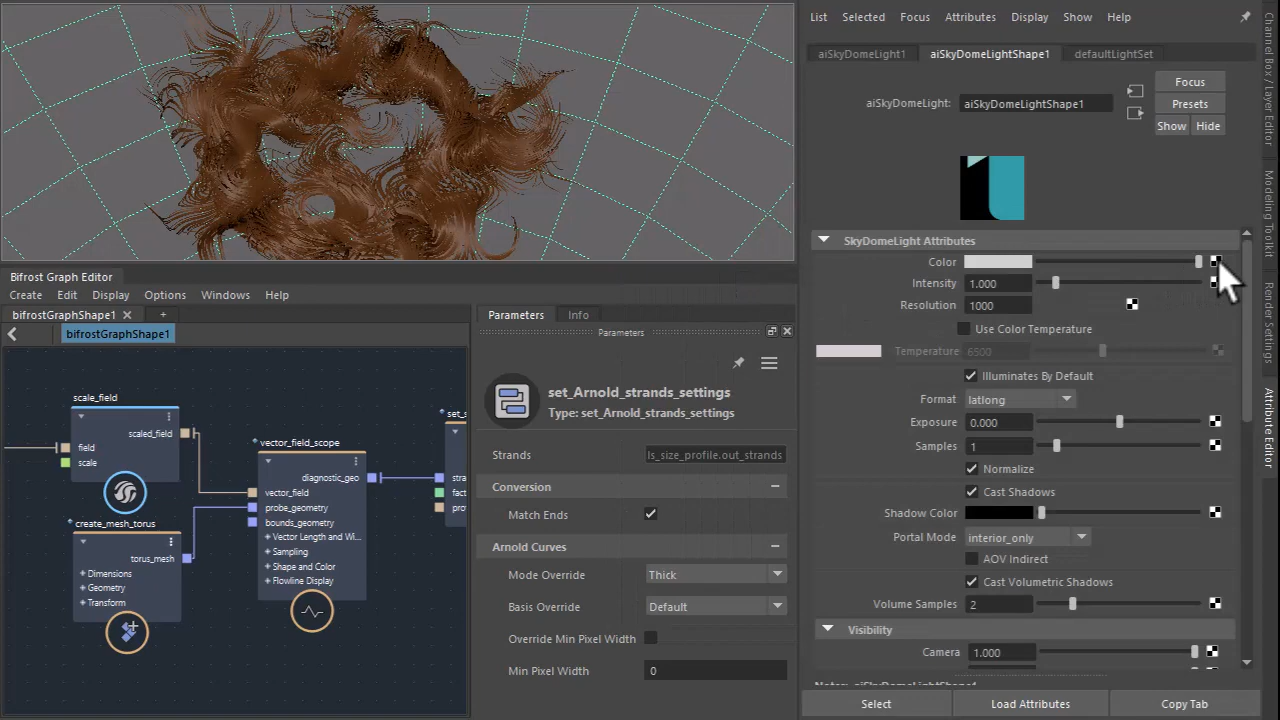 List Selected Focus Attributes Display Show Help
aiSkyDomeLight1 aiSkyDomeLightShape1 defaultLightSet
Focus
aiSkyDomeLight: aiSkyDomeLightShape1
Presets
Show Hide
SkyDomeLight Attributes
Color
Intensity 1.000
Resolution 1000
Use Color Temperature
Temperature 6500
Illuminates By Default
Format latlong
Exposure 0.000
Samples 1
Normalize
Cast Shadows
Shadow Color
Portal Mode interior_only
AOV Indirect
Cast Volumetric Shadows
Volume Samples 2
Visibility
Camera 1.000
Select Load Attributes Copy Tab
Channel Box / Layer Editor
Modeling Toolkit
Render Settings
Attribute Editor
Bifrost Graph Editor
Create Edit Display Options Windows Help
bifrostGraphShape1 +
bifrostGraphShape1
scale_field
scaled_field
field
scale
create_mesh_torus
torus_mesh
Dimensions
Geometry
Transform
vector_field_scope
diagnostic_geo
vector_field
probe_geometry
bounds_geometry
Vector Length and Wi...
Sampling
Shape and Color
Flowline Display
set_s
stra
fact
pro
Parameters Info
Parameters
set_Arnold_strands_settings
Type: set_Arnold_strands_settings
Strands ls_size_profile.out_strands
Conversion
Match Ends
Arnold Curves
Mode Override Thick
Basis Override Default
Override Min Pixel Width
Min Pixel Width 0